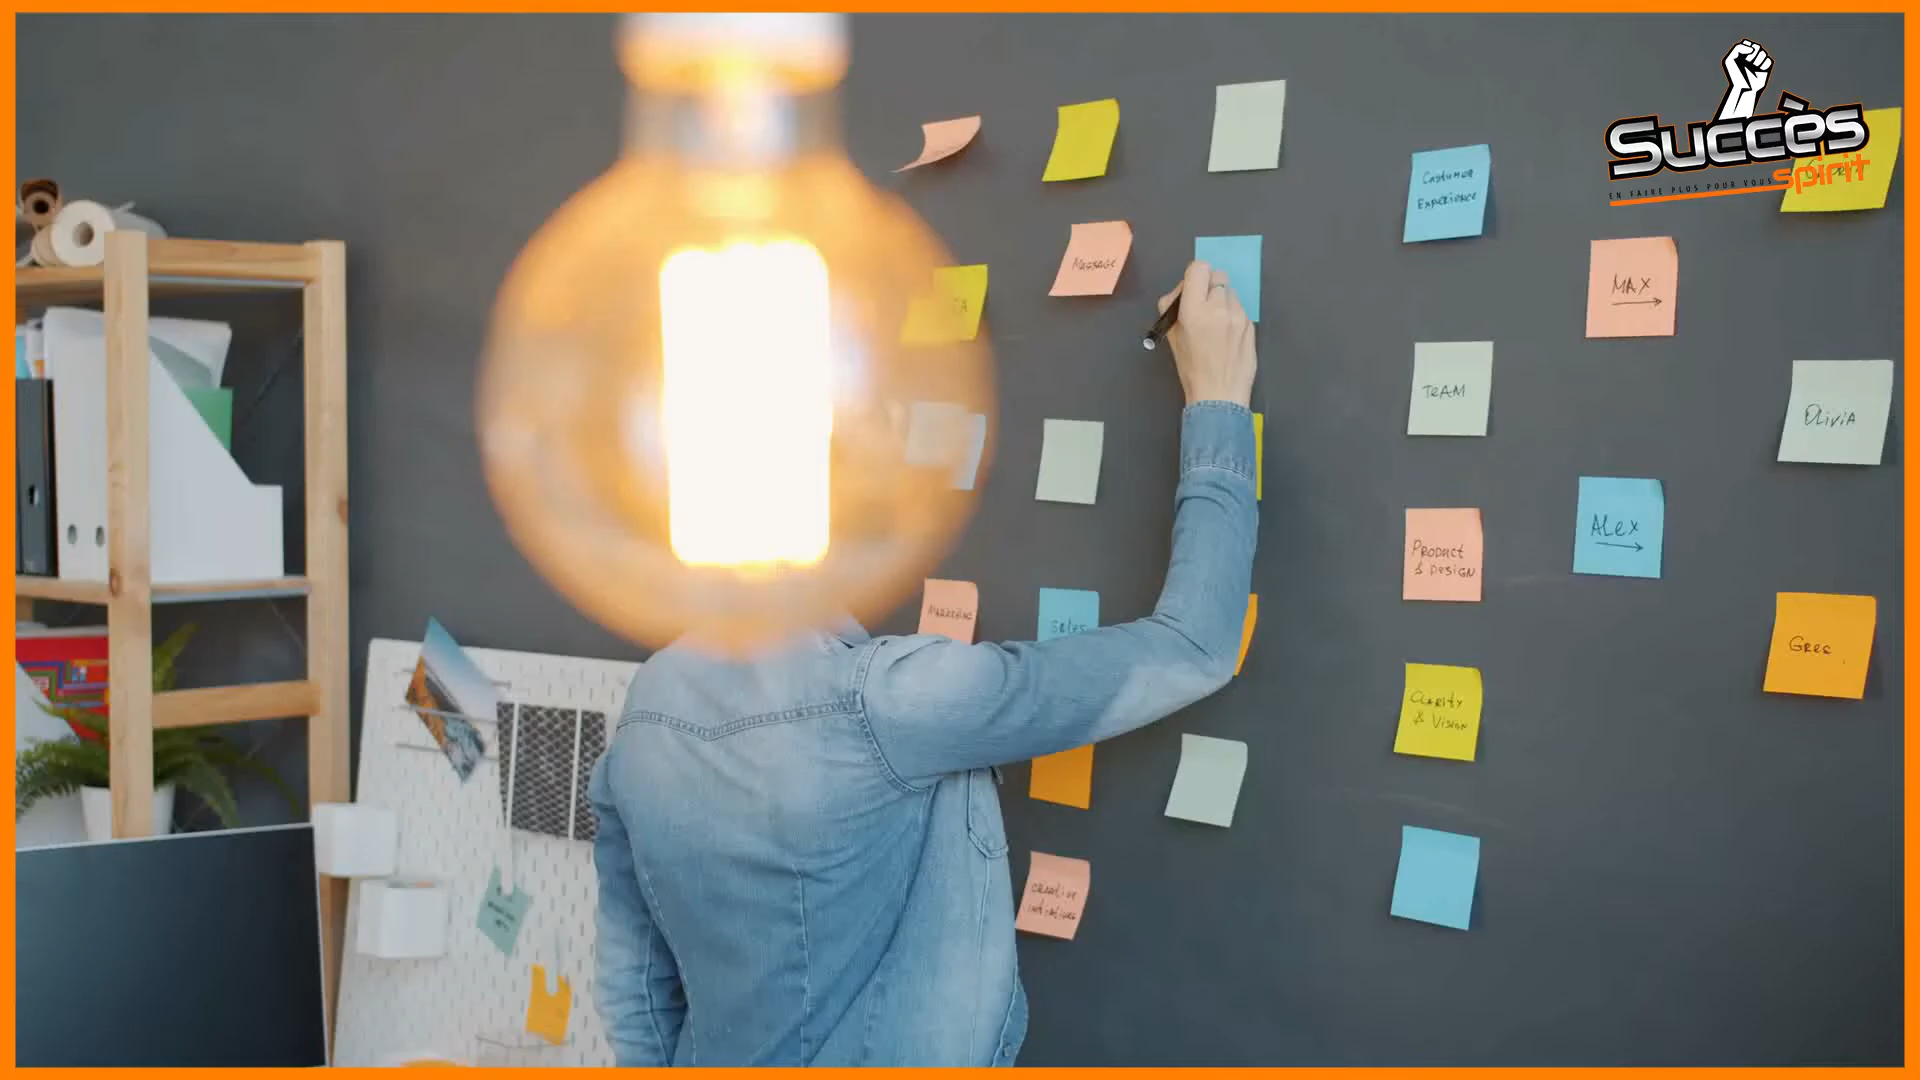 Succès
spirit
EN FAIRE PLUS POUR VOUS
Customer
Experience
Message
MAX
TEAM
Olivia
ALex
Product
& Design
Marketing
Sales
Greg
Clarity
& Vision
creative